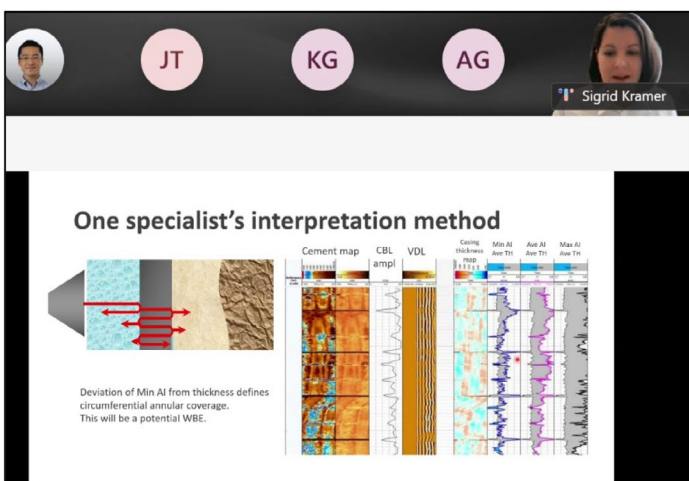 JT
KG
AG
Sigrid Kramer
One specialist's interpretation method
Cement map
CBL
ampl
VDL
Casing
thickness
map
Min AI
Ave TH
Ave AI
Ave TH
Max AI
Ave TH
Deviation of Min AI from thickness defines
circumferential annular coverage.
This will be a potential WBE.